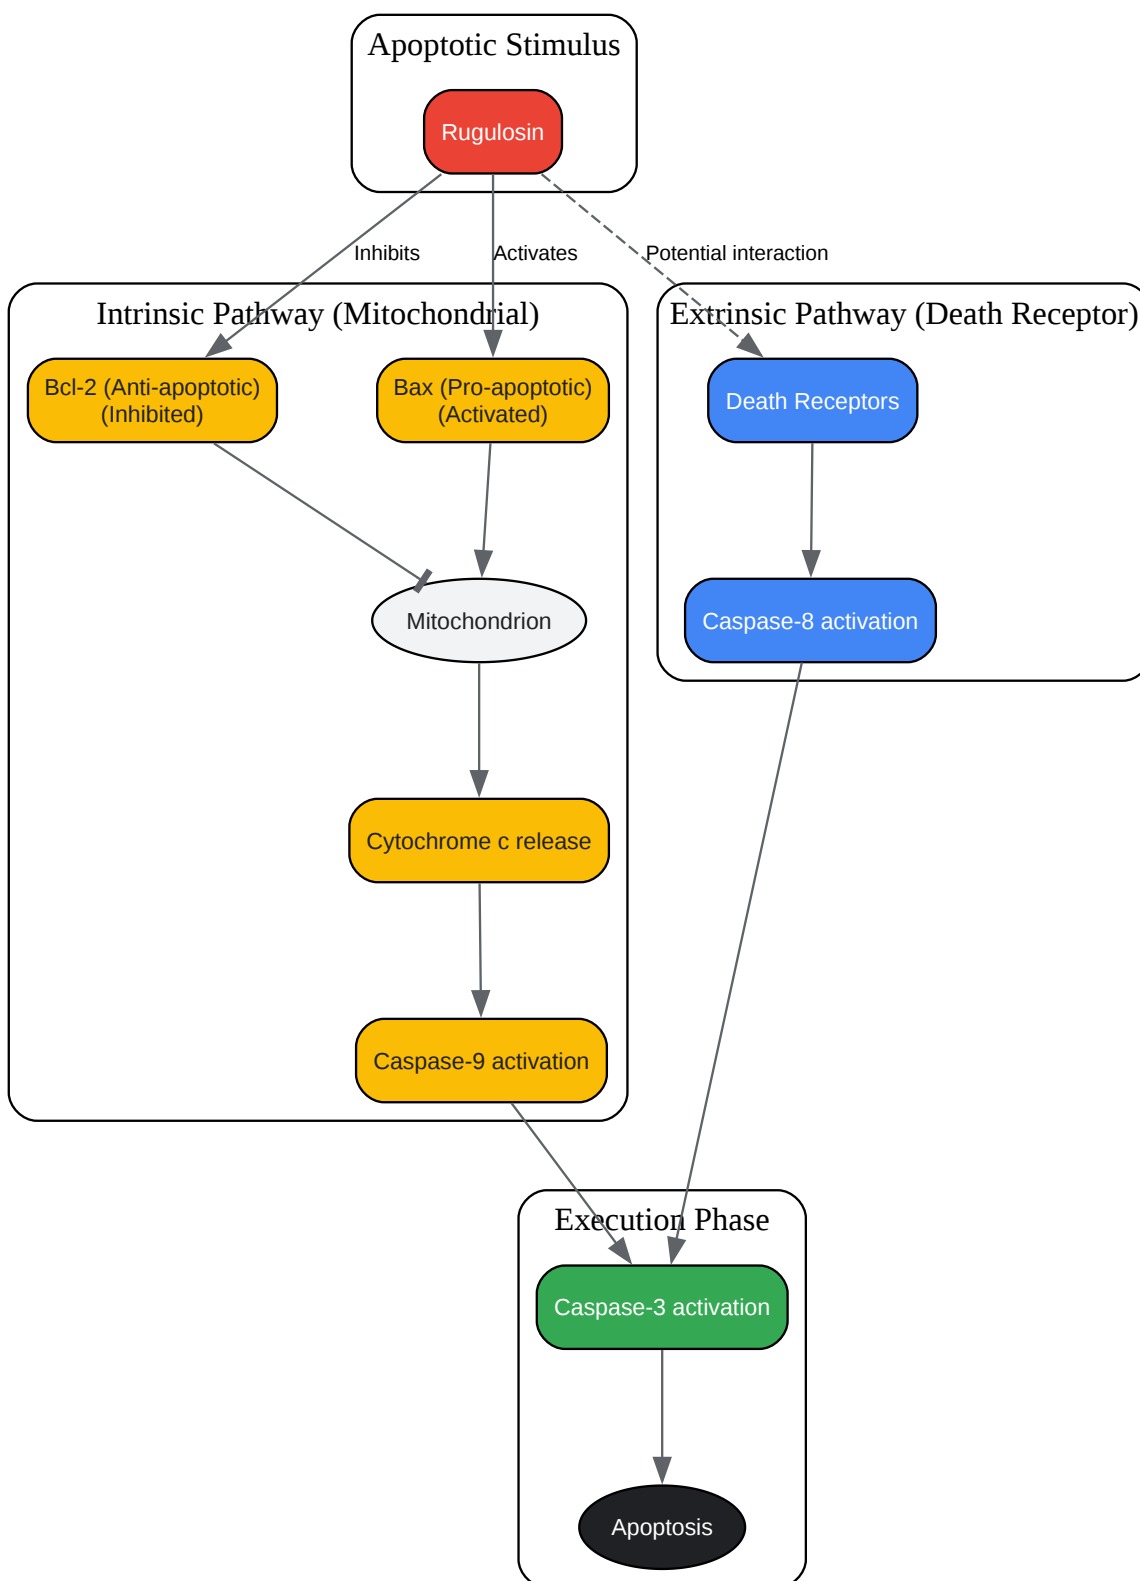 Apoptotic Stimulus
Rugulosin
Inhibits
Activates
Potential interaction
Intrinsic Pathway (Mitochondrial)
Extrinsic Pathway (Death Receptor)
Bcl-2 (Anti-apoptotic)
(Inhibited)
Bax (Pro-apoptotic)
(Activated)
Death Receptors
Mitochondrion
Caspase-8 activation
Cytochrome c release
Caspase-9 activation
Execution Phase
Caspase-3 activation
Apoptosis